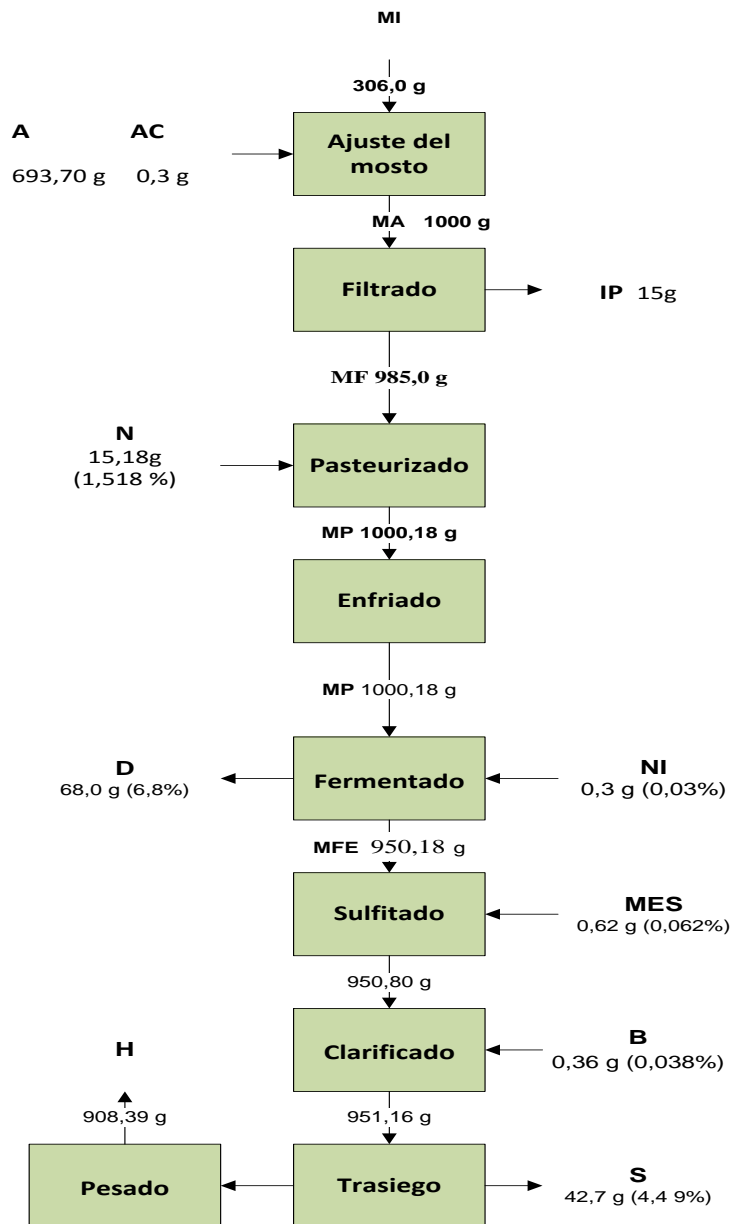 MI
306,0 g
A AC
693,70 g 0,3 g
Ajuste del
mosto
MA 1000 g
Filtrado
IP 15g
MF 985,0 g
N
15,18g
(1,518 %)
Pasteurizado
MP 1000,18 g
Enfriado
MP 1000,18 g
D
68,0 g (6,8%)
Fermentado
NI
0,3 g (0,03%)
MFE 950,18 g
Sulfitado
MES
0,62 g (0,062%)
950,80 g
Clarificado
B
0,36 g (0,038%)
H
908,39 g
951,16 g
Pesado
Trasiego
S
42,7 g (4,4 9%)